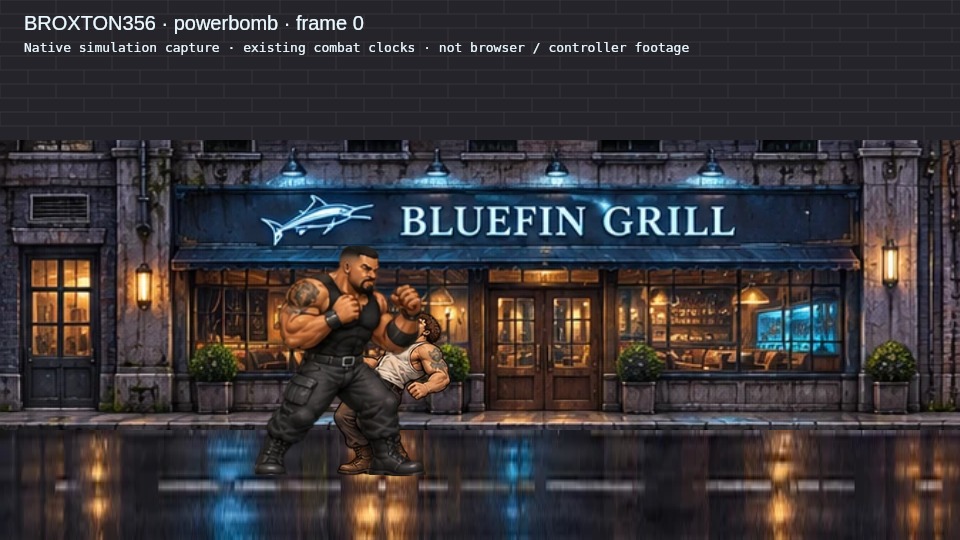 BROXTON356 · powerbomb · frame 0
Native simulation capture · existing combat clocks · not browser / controller footage
BLUEFIN GRILL